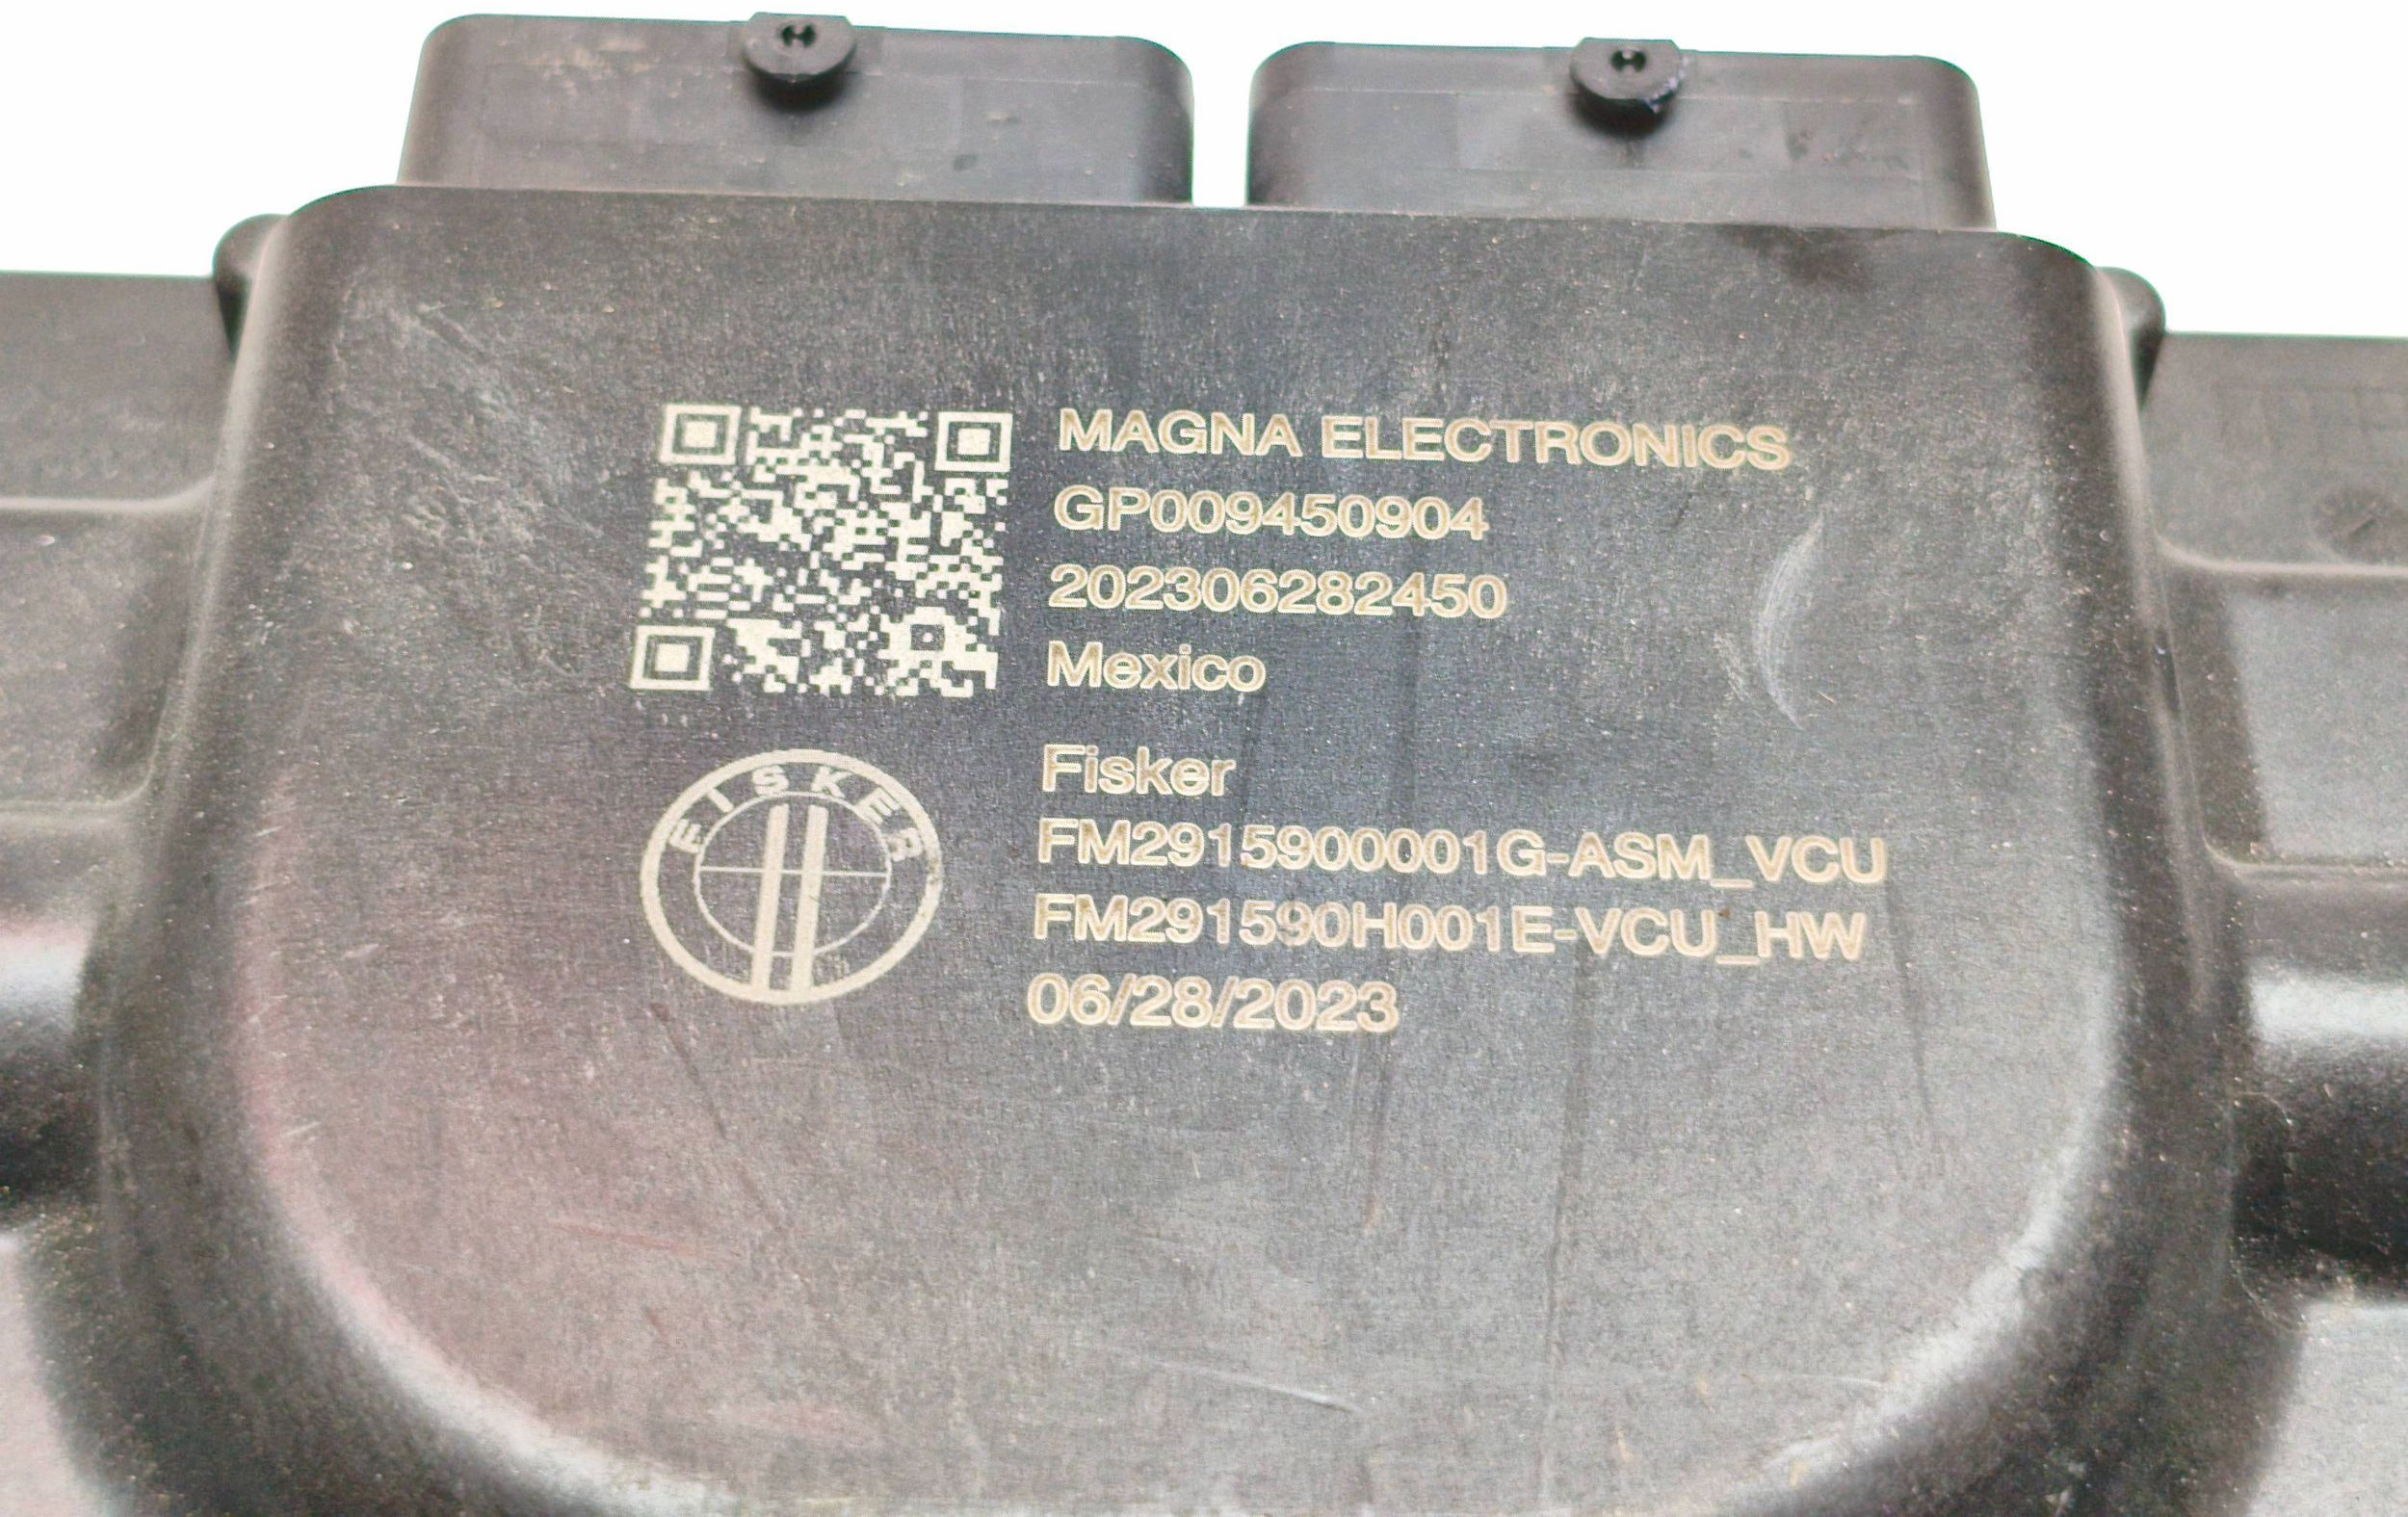 MAGNA ELECTRONICS
GP009450904
202306282450
Mexico
FISKER
Fisker
FM2915900001G-ASM_VCU
FM291590H001E-VCU_HW
06/28/2023